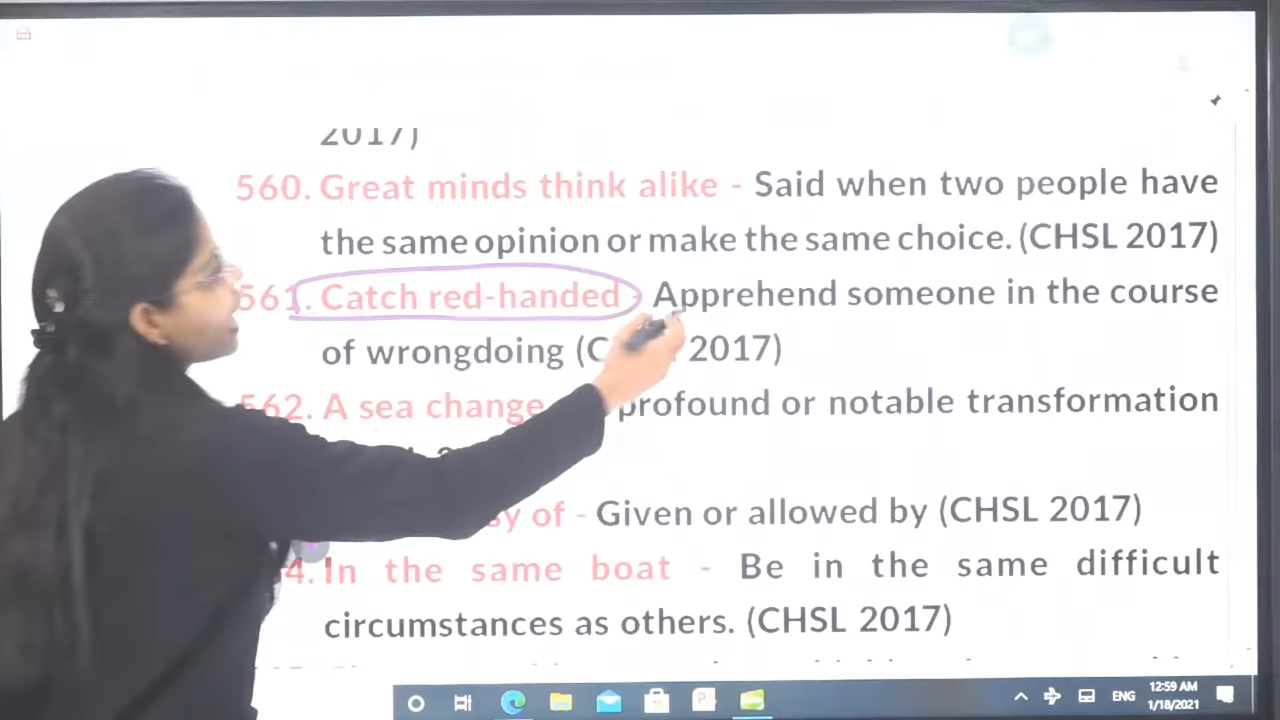 2017)
560. Great minds think alike - Said when two people have
the same opinion or make the same choice. (CHSL 2017)
561. Catch red-handed - Apprehend someone in the course
of wrongdoing (C 2017)
562. A sea change profound or notable transformation
sy of - Given or allowed by (CHSL 2017)
4. In the same boat - Be in the same difficult
circumstances as others. (CHSL 2017)
ENG
12:59 AM
1/18/2021